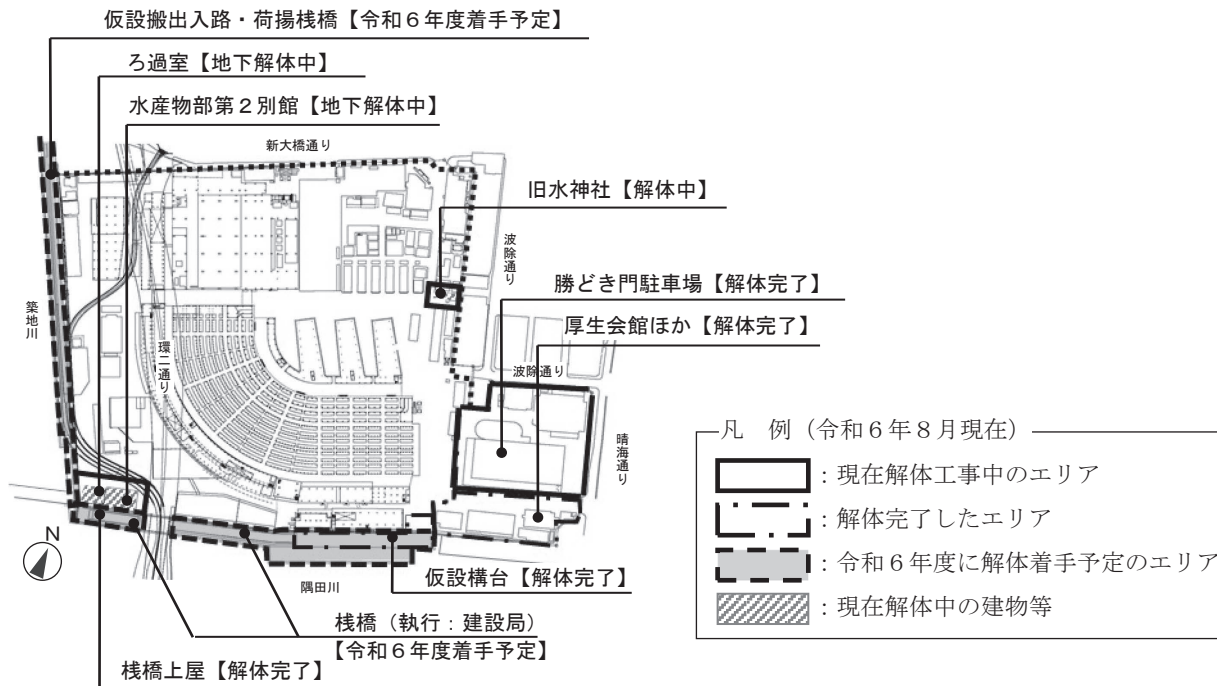 仮設搬出入路・荷揚桟橋【令和６年度着手予定】
ろ過室【地下解体中】
水産物部第２別館【地下解体中】
新大橋通り
旧水神社【解体中】
波除通り
勝どき門駐車場【解体完了】
厚生会館ほか【解体完了】
築地川
環二通り
波除通り
晴海通り
凡　例（令和６年８月現在）
：現在解体工事中のエリア
：解体完了したエリア
：令和６年度に解体着手予定のエリア
：現在解体中の建物等
N
隅田川
仮設構台【解体完了】
桟橋（執行：建設局）
【令和６年度着手予定】
桟橋上屋【解体完了】